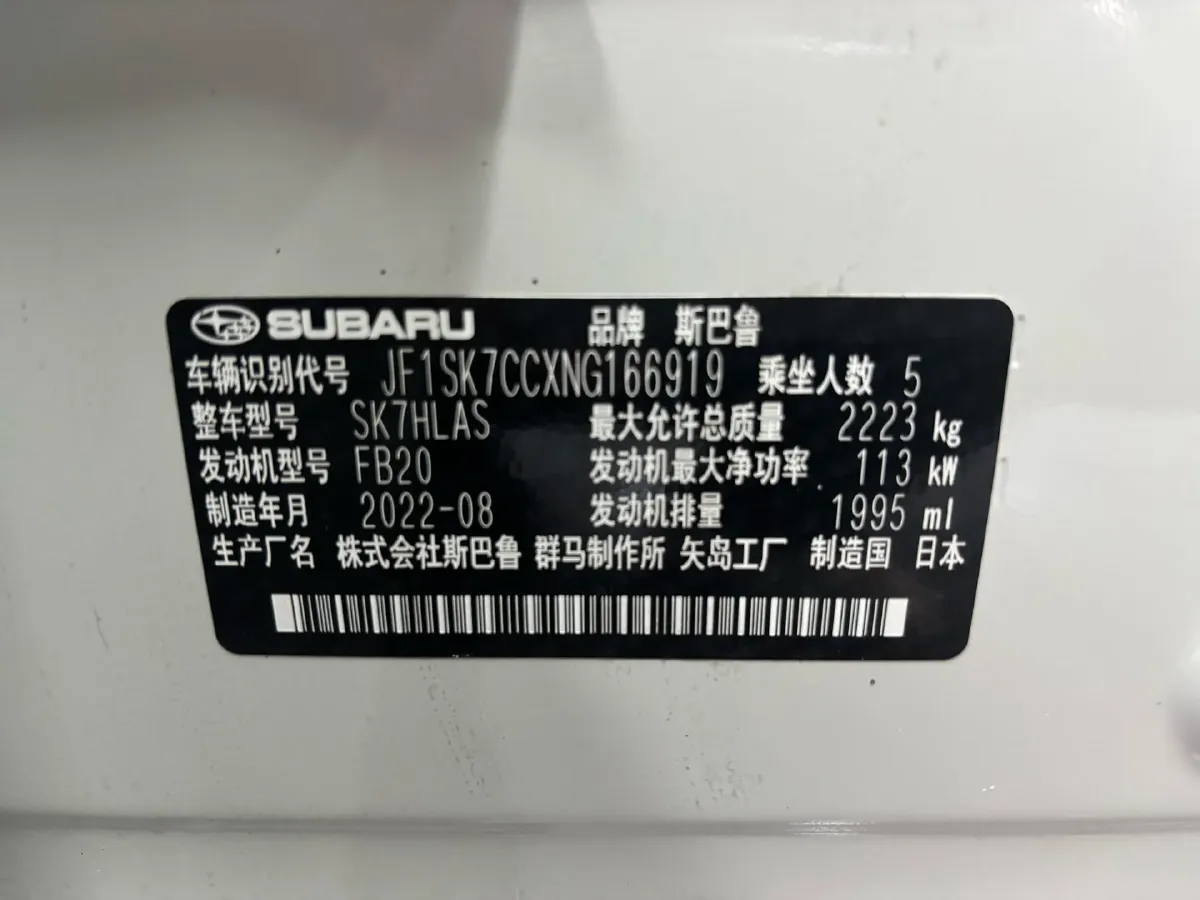 SUBARU 品牌 斯巴鲁
车辆识别代号 JF1SK7CCXNG166919 乘坐人数 5
整车型号 SK7HLAS 最大允许总质量 2223 kg
发动机型号 FB20 发动机最大净功率 113 kW
制造年月 2022-08 发动机排量 1995 ml
生产厂名 株式会社斯巴鲁 群马制作所 矢岛工厂 制造国 日本